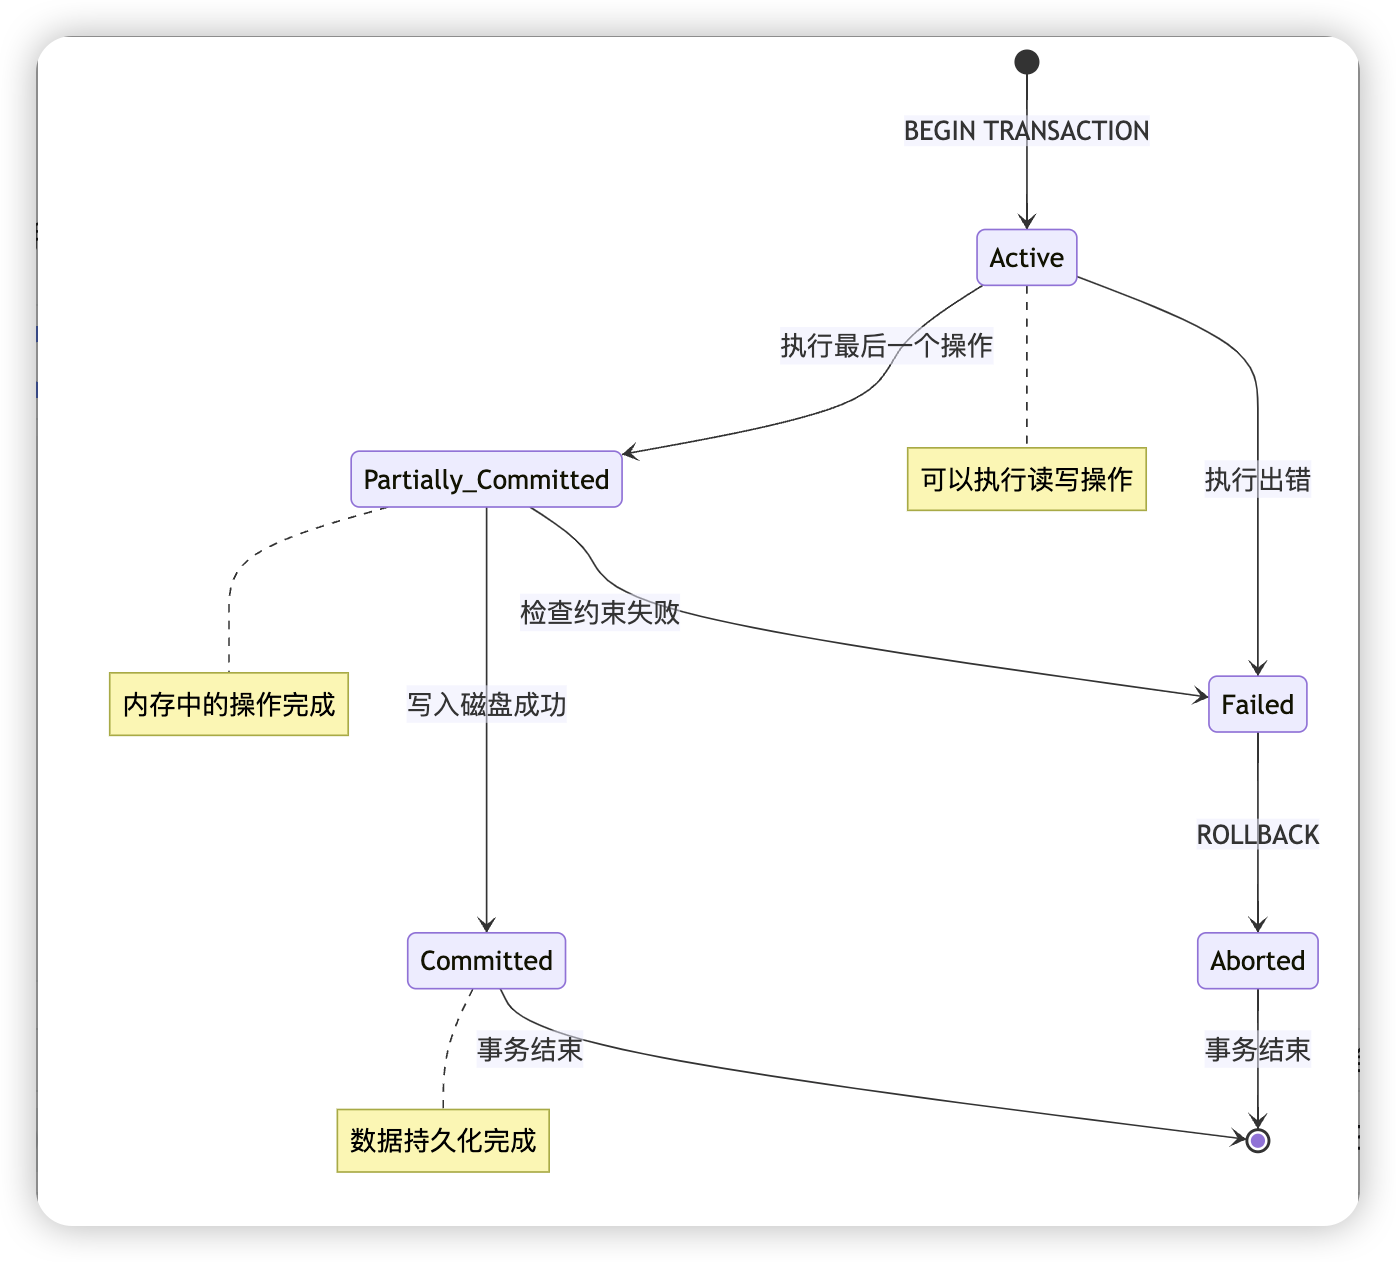 BEGIN TRANSACTION
Active
执行最后一个操作
Partially_Committed
可以执行读写操作
执行出错
检查约束失败
内存中的操作完成
写入磁盘成功
Failed
ROLLBACK
Committed
Aborted
事务结束
事务结束
数据持久化完成